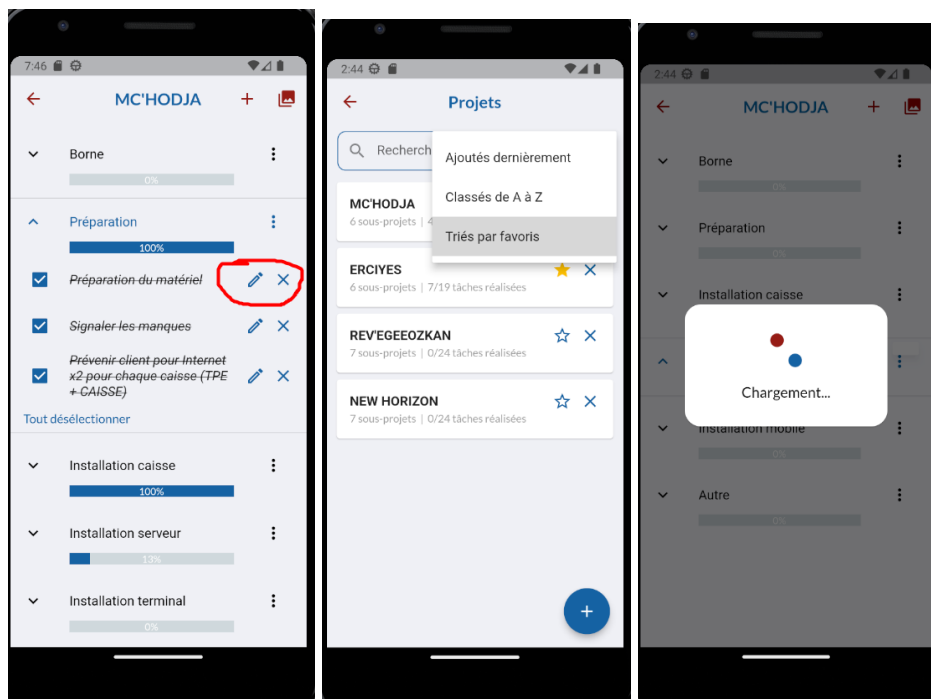 7:46
MC'HODJA
Borne
0%
Préparation
100%
Préparation du matériel
Signaler les manques
Prévenir client pour Internet
x2 pour chaque caisse (TPE
+ CAISSE)
Tout désélectionner
Installation caisse
100%
Installation serveur
13%
Installation terminal
0%
2:44
Projets
Recherch
Ajoutés dernièrement
Classés de A à Z
Triés par favoris
MC'HODJA
6 sous-projets | 4
ERCIYES
6 sous-projets | 7/19 tâches réalisées
REV'EGEEOZKAN
7 sous-projets | 0/24 tâches réalisées
NEW HORIZON
7 sous-projets | 0/24 tâches réalisées
2:44
MC'HODJA
Borne
0%
Préparation
0%
Installation caisse
Chargement...
Installation mobile
0%
Autre
0%